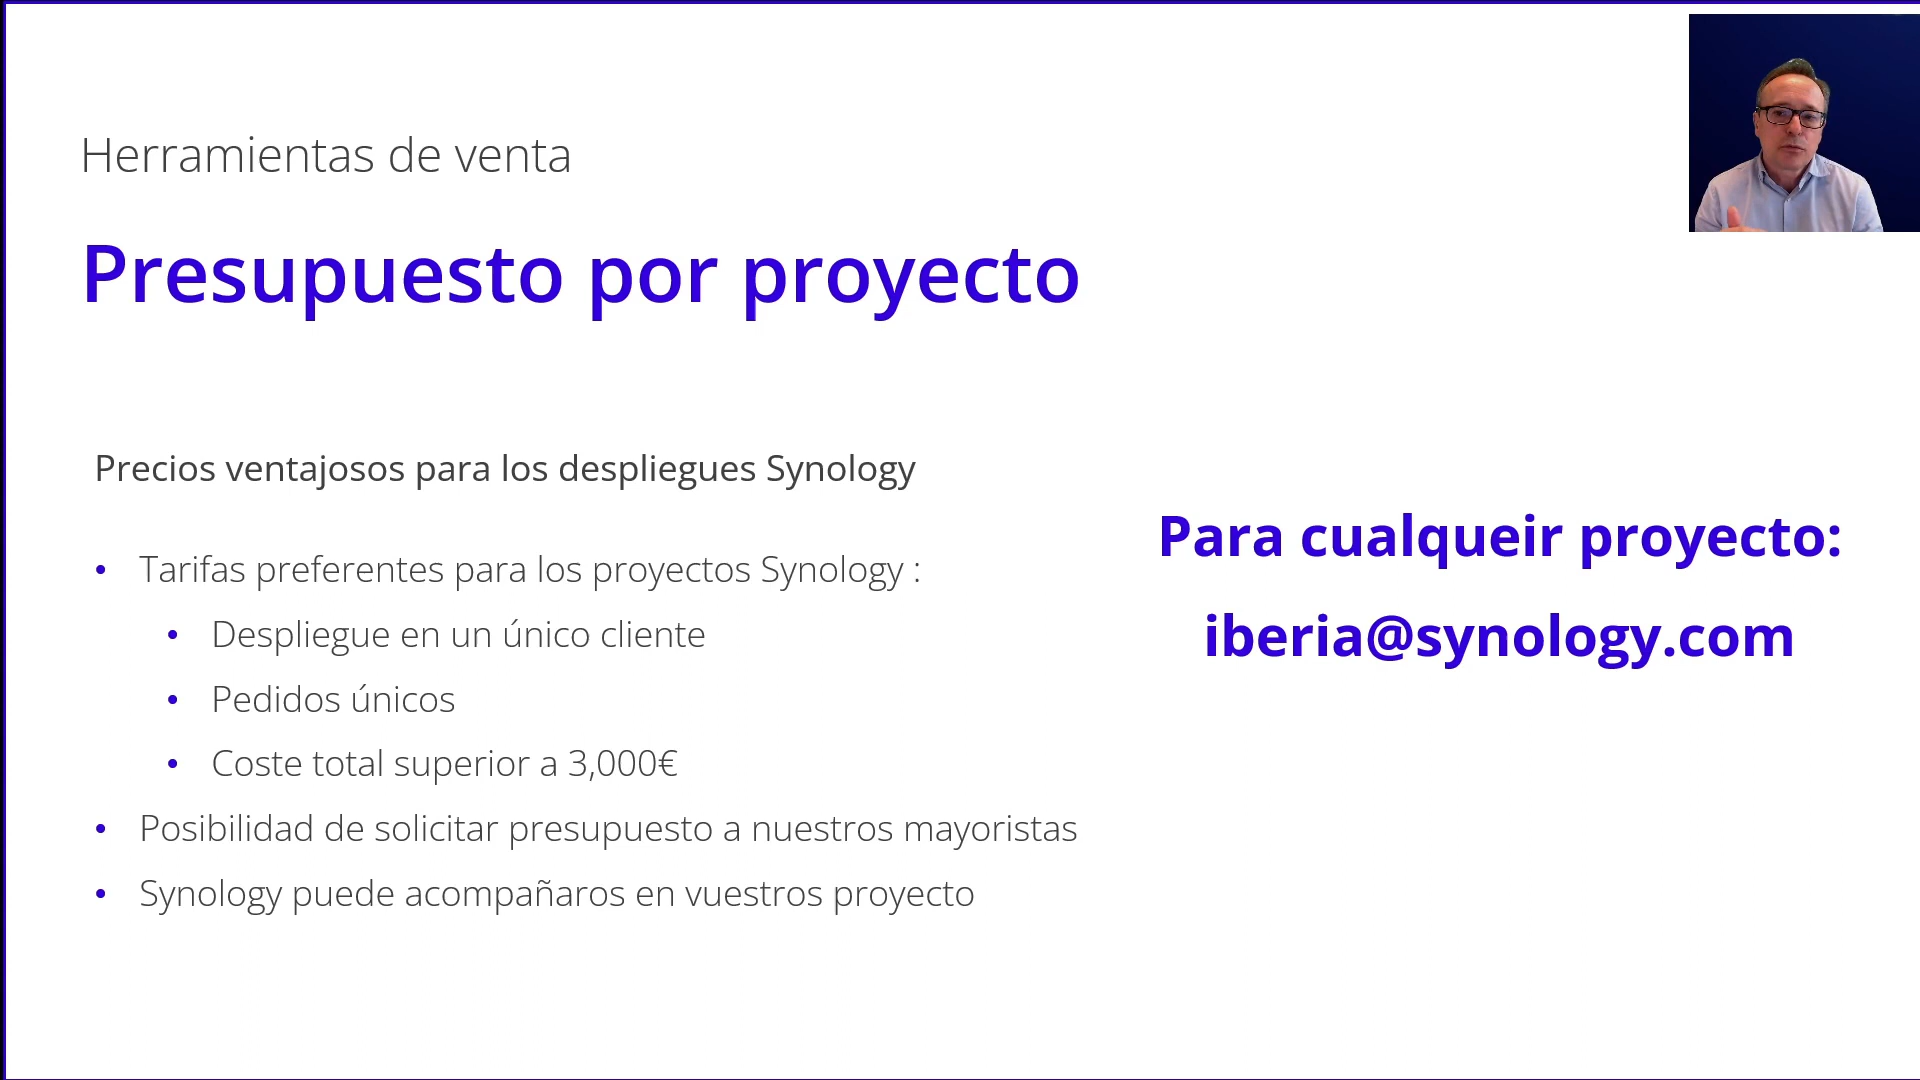 Herramientas de venta
Presupuesto por proyecto
Precios ventajosos para los despliegues Synology
• Tarifas preferentes para los proyectos Synology :
• Despliegue en un único cliente
• Pedidos únicos
• Coste total superior a 3,000€
• Posibilidad de solicitar presupuesto a nuestros mayoristas
• Synology puede acompañaros en vuestros proyecto
Para cualqueir proyecto:
iberia@synology.com